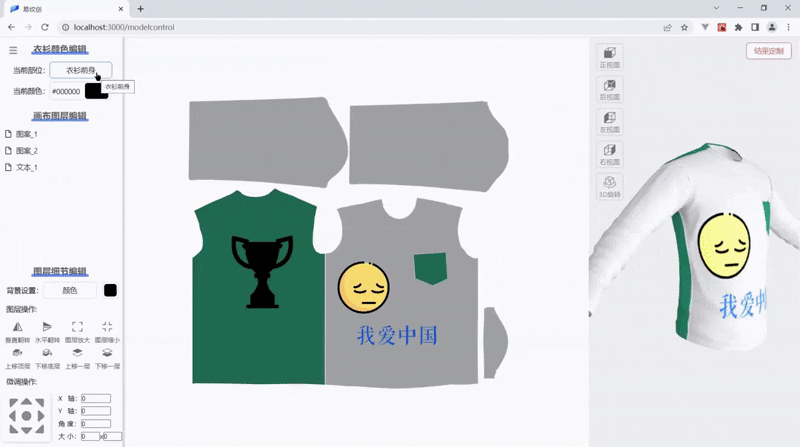 易纹创
localhost:3000/modelcontrol
衣衫颜色编辑
当前部位:
衣衫前身
衣衫前身
当前颜色:
#000000
画布图层编辑
图案_1
图案_2
文本_1
图层细节编辑
背景设置:
颜色
图层操作:
垂直翻转 水平翻转 图层放大 图层缩小
上移顶层 下移底层 上移一层 下移一层
微调操作:
X 轴: 0
Y 轴: 0
角 度: 0
大 小: 0 x0
我爱中国
正视图
后视图
左视图
右视图
3D旋转
结束定制
我爱中国